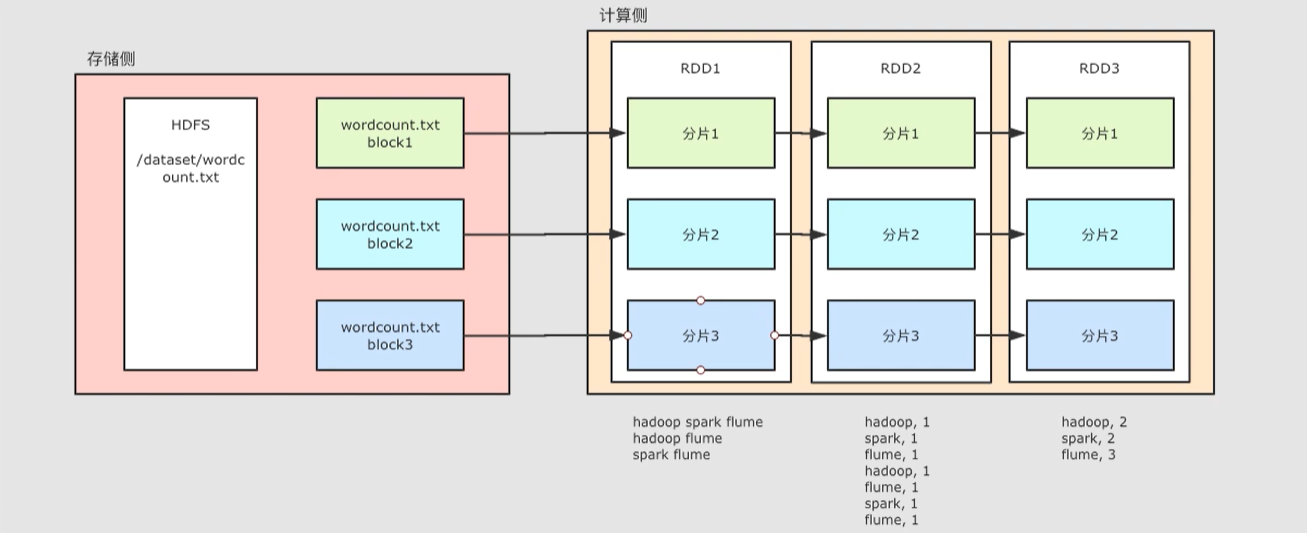 存储侧
HDFS
/dataset/wordc
ount.txt
wordcount.txt
block1
wordcount.txt
block2
wordcount.txt
block3
计算侧
RDD1
分片1
分片2
分片3
hadoop spark flume
hadoop flume
spark flume
RDD2
分片1
分片2
分片3
hadoop, 1
spark, 1
flume, 1
hadoop, 1
flume, 1
spark, 1
flume, 1
RDD3
分片1
分片2
分片3
hadoop, 2
spark, 2
flume, 3